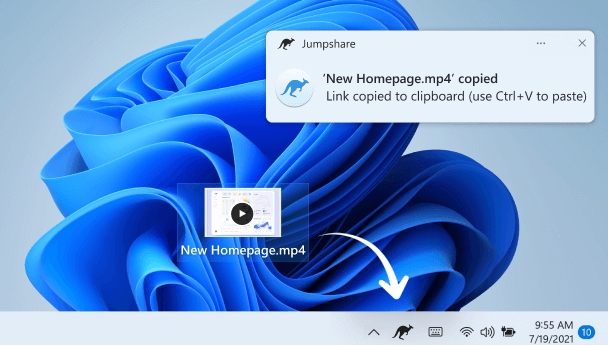 Jumpshare
‘New Homepage.mp4’ copied
Link copied to clipboard (use Ctrl+V to paste)
New Homepage.mp4
9:55 AM
7/19/2021
10